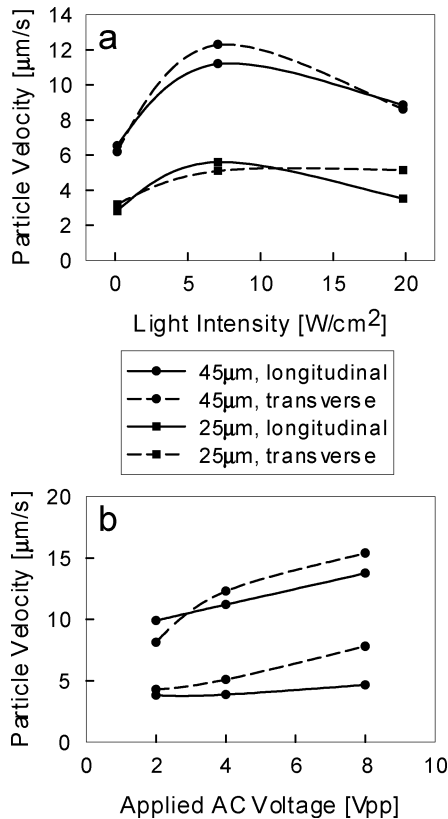 14
12
10
8
6
4
2
0
a
Particle Velocity [μm/s]
0 5 10 15 20
Light Intensity [W/cm2]
45μm, longitudinal
45μm, transverse
25μm, longitudinal
25μm, transverse
20
15
10
5
0
b
Particle Velocity [μm/s]
0 2 4 6 8 10
Applied AC Voltage [Vpp]